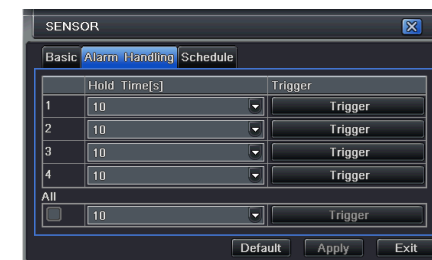 SENSOR
Basic Alarm Handling Schedule
Hold Time[s] Trigger
1 10 Trigger
2 10 Trigger
3 10 Trigger
4 10 Trigger
All
10 Trigger
Default Apply Exit